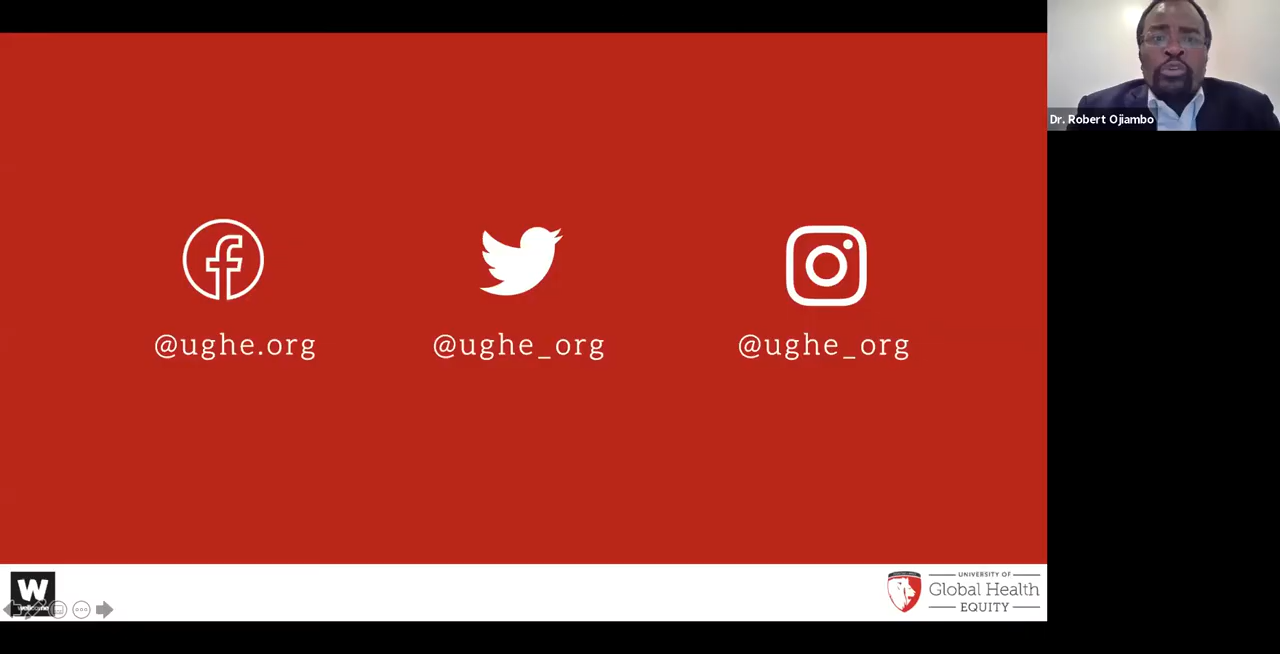 Dr. Robert Ojiambo
@ughe.org
@ughe_org
@ughe_org
W
UNIVERSITY OF
Global Health
EQUITY